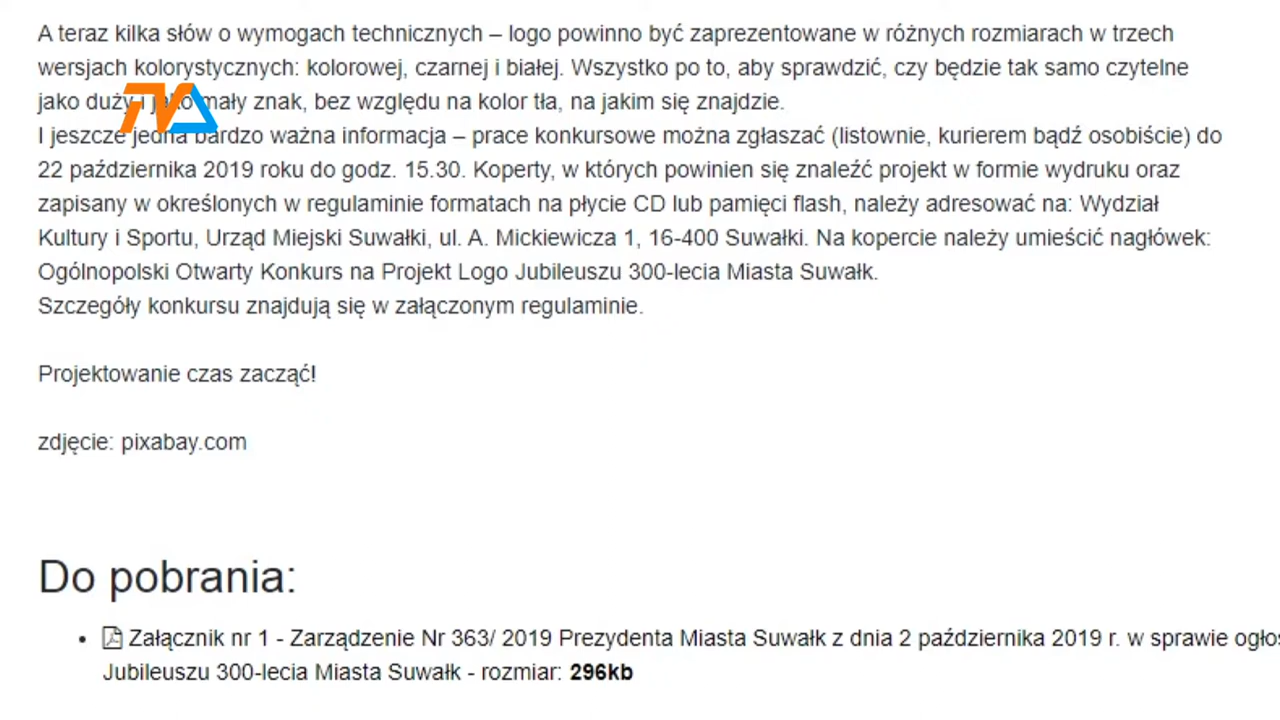 A teraz kilka słów o wymogach technicznych – logo powinno być zaprezentowane w różnych rozmiarach w trzech
wersjach kolorystycznych: kolorowej, czarnej i białej. Wszystko po to, aby sprawdzić, czy będzie tak samo czytelne
jako duży i jako mały znak, bez względu na kolor tła, na jakim się znajdzie.
I jeszcze jedna bardzo ważna informacja – prace konkursowe można zgłaszać (listownie, kurierem bądź osobiście) do
22 października 2019 roku do godz. 15.30. Koperty, w których powinien się znaleźć projekt w formie wydruku oraz
zapisany w określonych w regulaminie formatach na płycie CD lub pamięci flash, należy adresować na: Wydział
Kultury i Sportu, Urząd Miejski Suwałki, ul. A. Mickiewicza 1, 16-400 Suwałki. Na kopercie należy umieścić nagłówek:
Ogólnopolski Otwarty Konkurs na Projekt Logo Jubileuszu 300-lecia Miasta Suwałk.
Szczegóły konkursu znajdują się w załączonym regulaminie.
Projektowanie czas zacząć!
zdjęcie: pixabay.com
Do pobrania:
• Załącznik nr 1 - Zarządzenie Nr 363/ 2019 Prezydenta Miasta Suwałk z dnia 2 października 2019 r. w sprawie
Jubileuszu 300-lecia Miasta Suwałk - rozmiar: 296kb